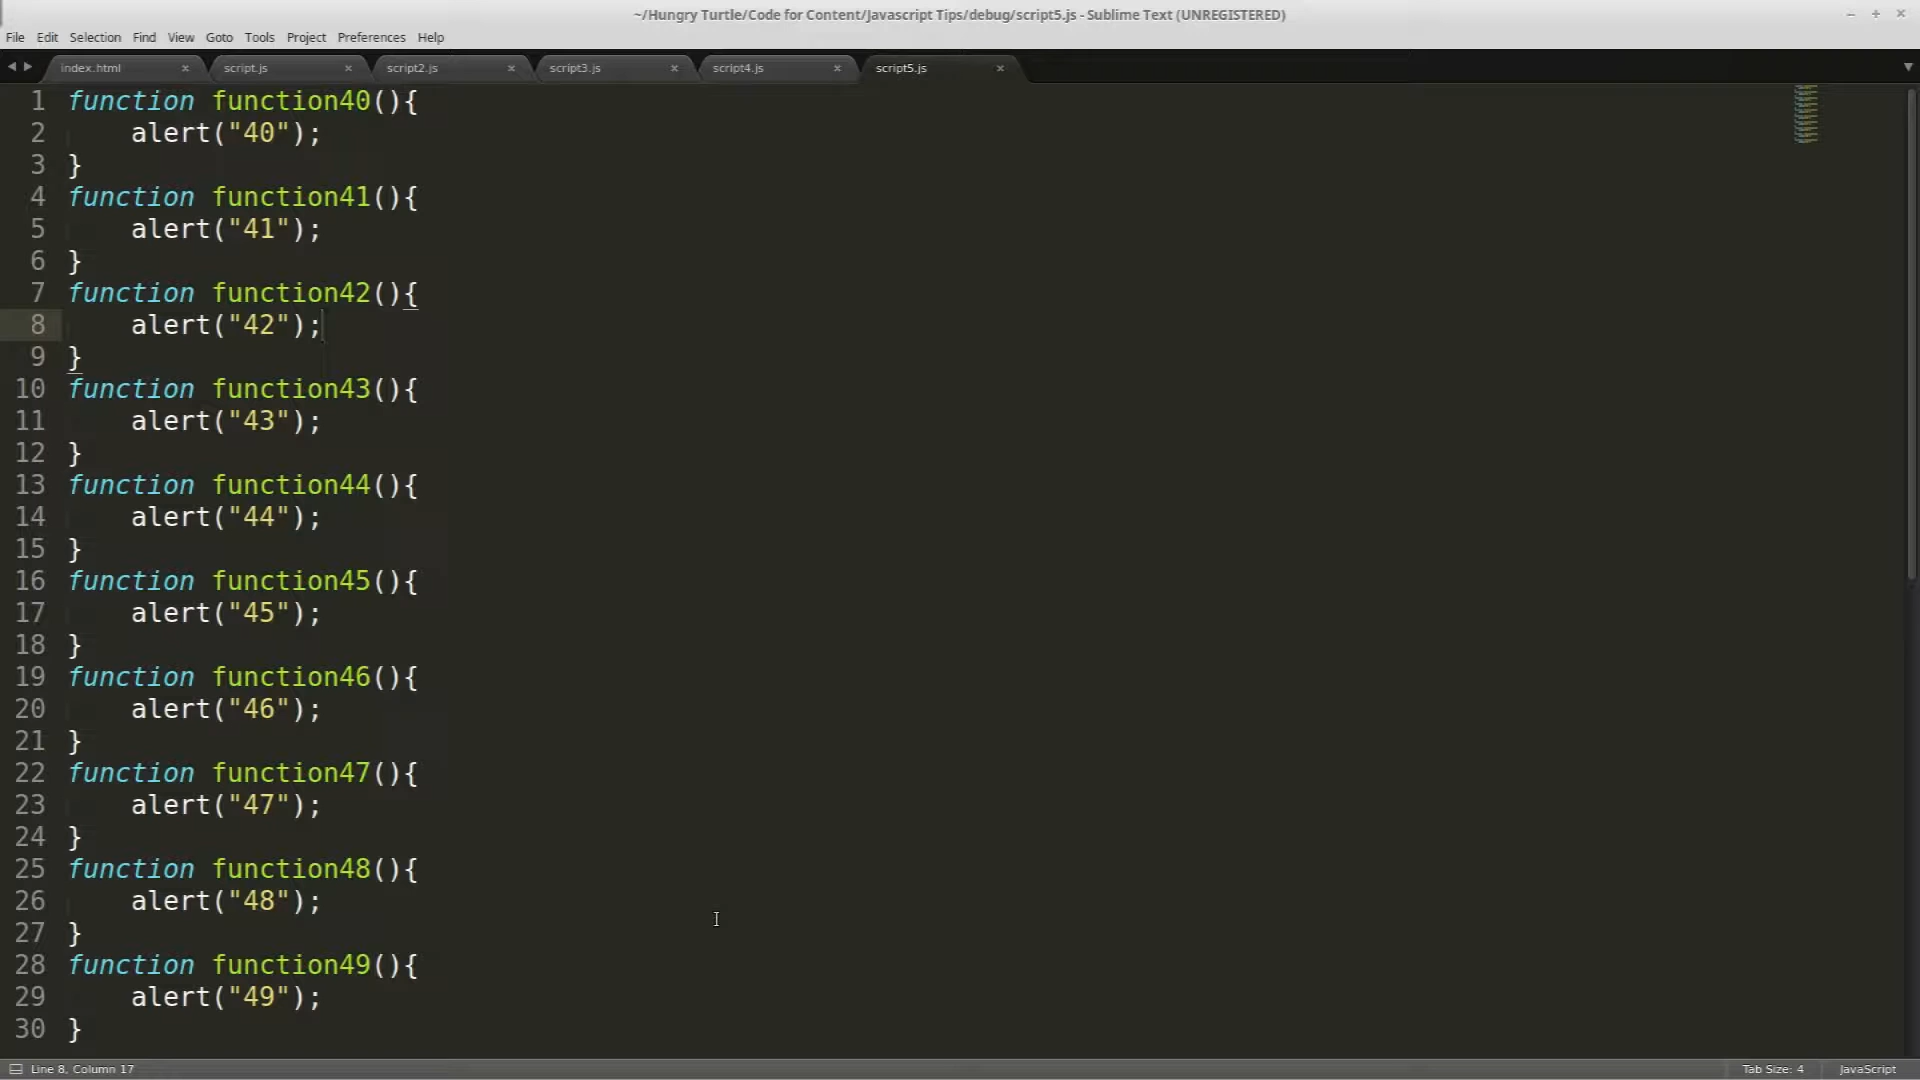 ~/Hungry Turtle/Code for Content/Javascript Tips/debug/script5.js - Sublime Text (UNREGISTERED)
File Edit Selection Find View Goto Tools Project Preferences Help
index.html script.js script2.js script3.js script4.js script5.js
1 function function40(){
2 alert("40");
3 }
4 function function41(){
5 alert("41");
6 }
7 function function42(){
8 alert("42");
9 }
10 function function43(){
11 alert("43");
12 }
13 function function44(){
14 alert("44");
15 }
16 function function45(){
17 alert("45");
18 }
19 function function46(){
20 alert("46");
21 }
22 function function47(){
23 alert("47");
24 }
25 function function48(){
26 alert("48");
27 }
28 function function49(){
29 alert("49");
30 }
Line 8, Column 17 Tab Size: 4 JavaScript